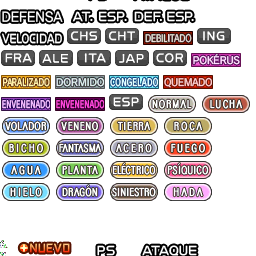 DEFENSA AT. ESP. DEF. ESP.
VELOCIDAD CHS CHT DEBILITADO ING
FRA ALE ITA JAP COR POKÉRUS
PARALIZADO DORMIDO CONGELADO QUEMADO
ENVENENADO ENVENENADO ESP NORMAL LUCHA
VOLADOR VENENO TIERRA ROCA
BICHO FANTASMA ACERO FUEGO
AGUA PLANTA ELÉCTRICO PSÍQUICO
HIELO DRAGÓN SINIESTRO HADA
+NUEVO PS ATAQUE